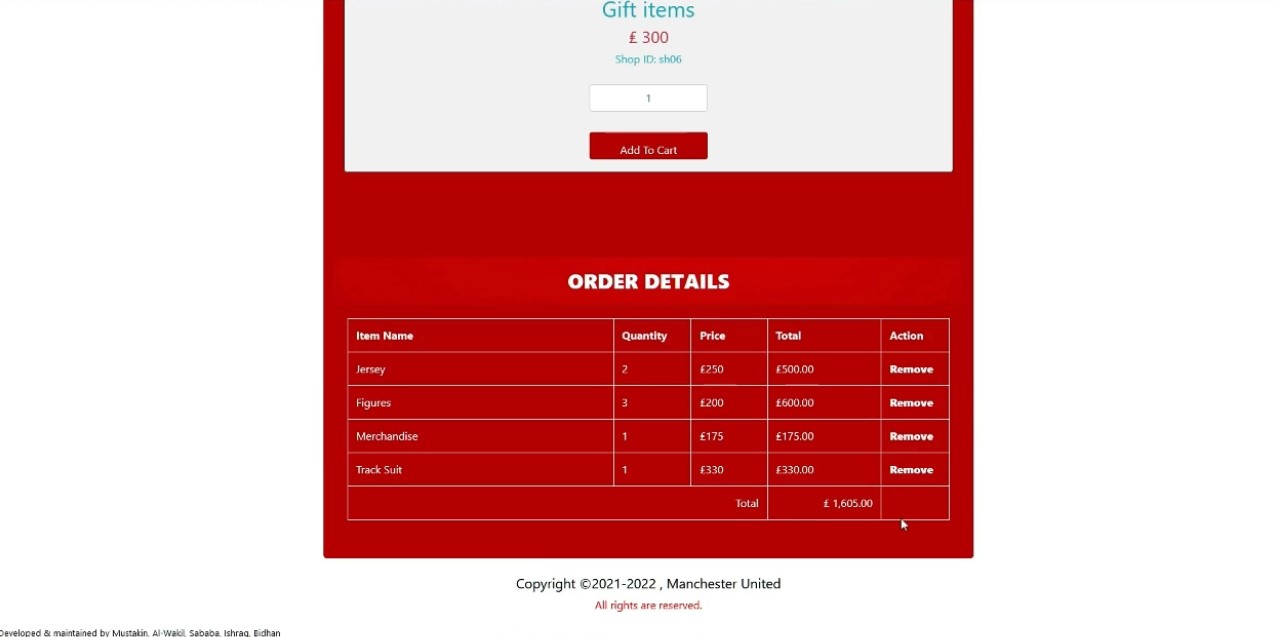 Gift items
£ 300
Shop ID: sh06
1
Add To Cart
ORDER DETAILS
Item Name Quantity Price Total Action
Jersey 2 £250 £500.00 Remove
Figures 3 £200 £600.00 Remove
Merchandise 1 £175 £175.00 Remove
Track Suit 1 £330 £330.00 Remove
Total £ 1,605.00
Copyright ©2021-2022 , Manchester United
All rights are reserved.
Developed & maintained by Mustakin, Al-Wakil, Sababa, Ishraq, Bidhan